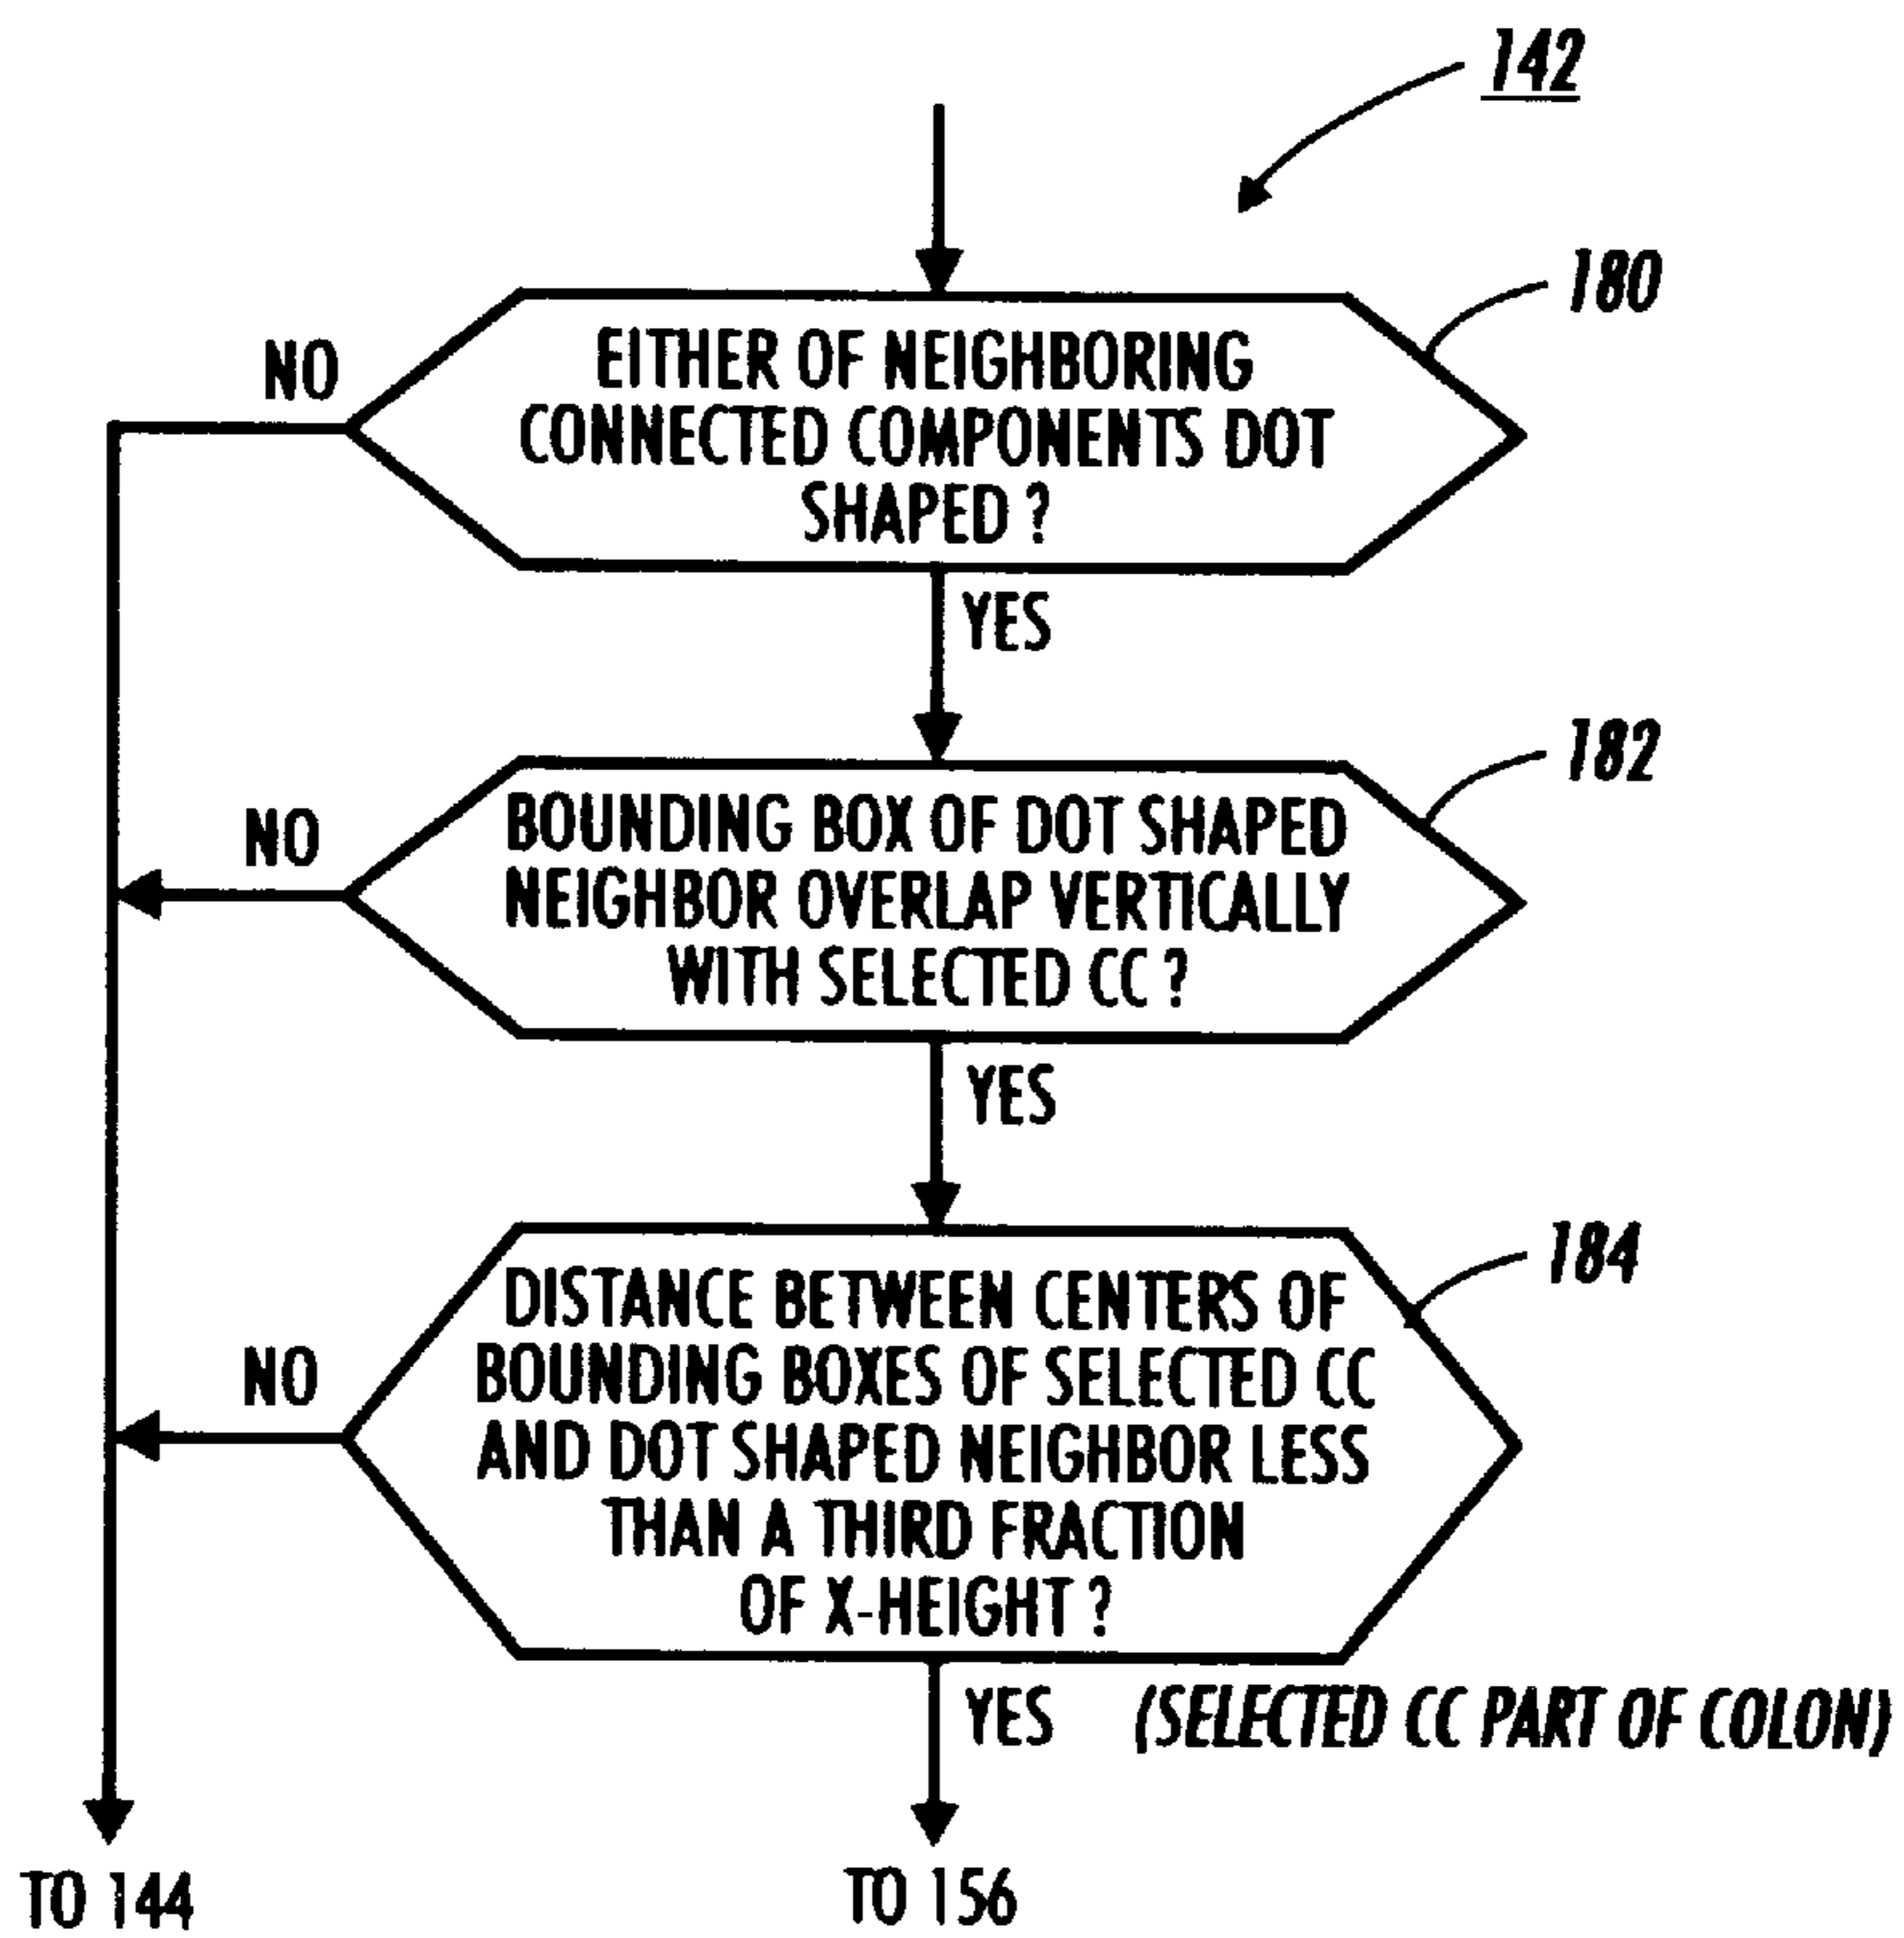 142
180
EITHER OF NEIGHBORING
CONNECTED COMPONENTS DOT
SHAPED ?
NO
YES
182
BOUNDING BOX OF DOT SHAPED
NEIGHBOR OVERLAP VERTICALLY
WITH SELECTED CC ?
NO
YES
184
DISTANCE BETWEEN CENTERS OF
BOUNDING BOXES OF SELECTED CC
AND DOT SHAPED NEIGHBOR LESS
THAN A THIRD FRACTION
OF X-HEIGHT ?
NO
YES (SELECTED CC PART OF COLON)
TO 144
TO 156